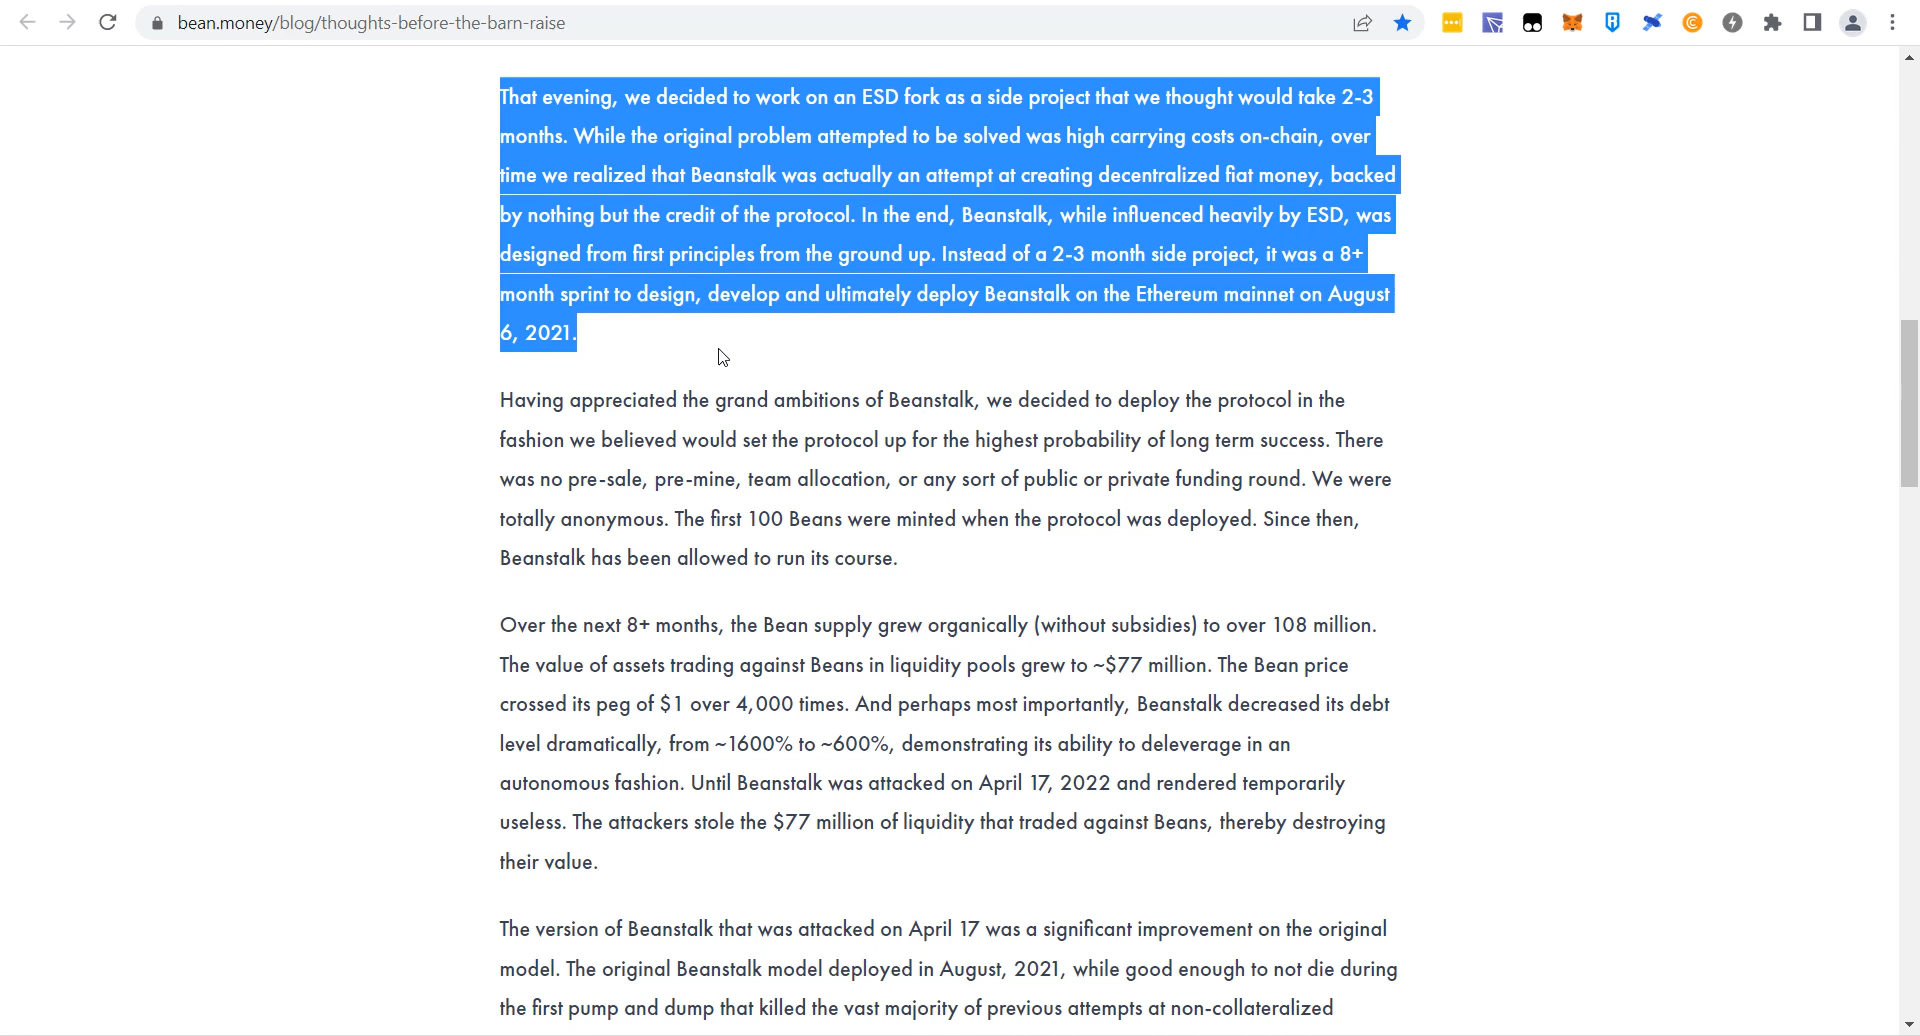 bean.money/blog/thoughts-before-the-barn-raise
That evening, we decided to work on an ESD fork as a side project that we thought would take 2-3
months. While the original problem attempted to be solved was high carrying costs on-chain, over
time we realized that Beanstalk was actually an attempt at creating decentralized fiat money, backed
by nothing but the credit of the protocol. In the end, Beanstalk, while influenced heavily by ESD, was
designed from first principles from the ground up. Instead of a 2-3 month side project, it was a 8+
month sprint to design, develop and ultimately deploy Beanstalk on the Ethereum mainnet on August
6, 2021.
Having appreciated the grand ambitions of Beanstalk, we decided to deploy the protocol in the
fashion we believed would set the protocol up for the highest probability of long term success. There
was no pre-sale, pre-mine, team allocation, or any sort of public or private funding round. We were
totally anonymous. The first 100 Beans were minted when the protocol was deployed. Since then,
Beanstalk has been allowed to run its course.
Over the next 8+ months, the Bean supply grew organically (without subsidies) to over 108 million.
The value of assets trading against Beans in liquidity pools grew to ~$77 million. The Bean price
crossed its peg of $1 over 4,000 times. And perhaps most importantly, Beanstalk decreased its debt
level dramatically, from ~1600% to ~600%, demonstrating its ability to deleverage in an
autonomous fashion. Until Beanstalk was attacked on April 17, 2022 and rendered temporarily
useless. The attackers stole the $77 million of liquidity that traded against Beans, thereby destroying
their value.
The version of Beanstalk that was attacked on April 17 was a significant improvement on the original
model. The original Beanstalk model deployed in August, 2021, while good enough to not die during
the first pump and dump that killed the vast majority of previous attempts at non-collateralized